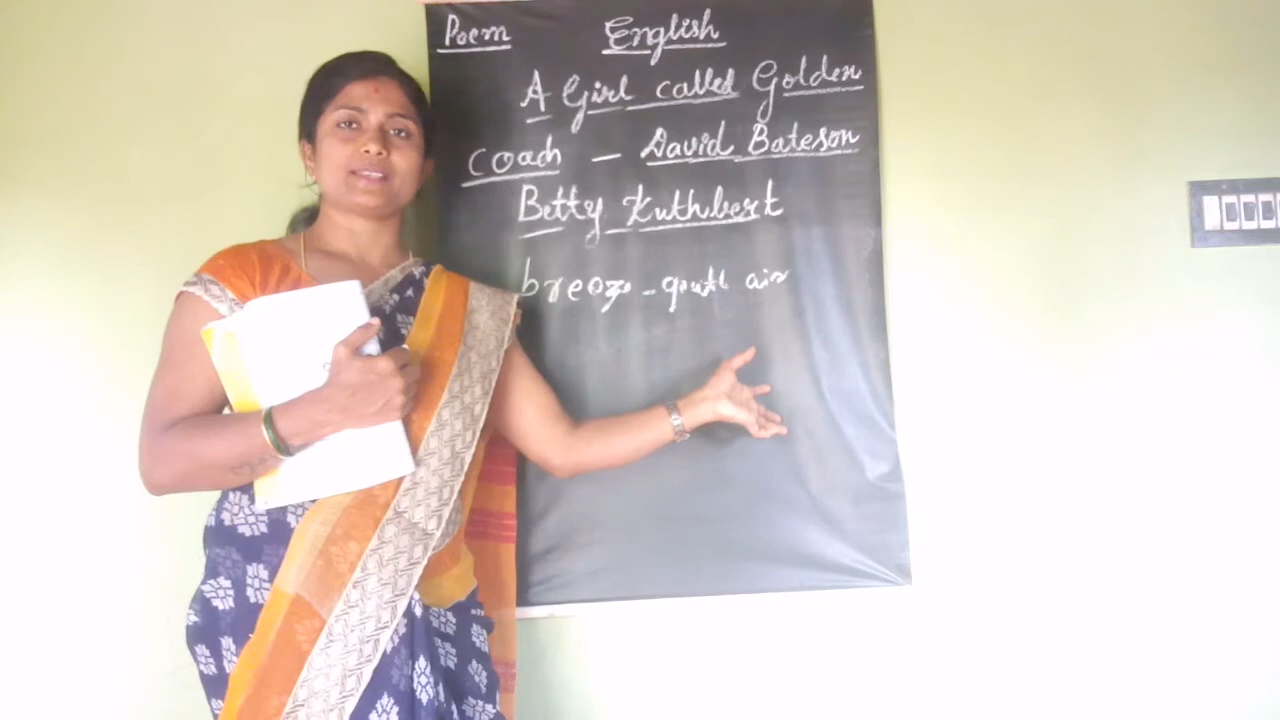 Poem English
A Girl called Golden
coach – David Bateson
Betty Kuthbert
breeze - gentle air